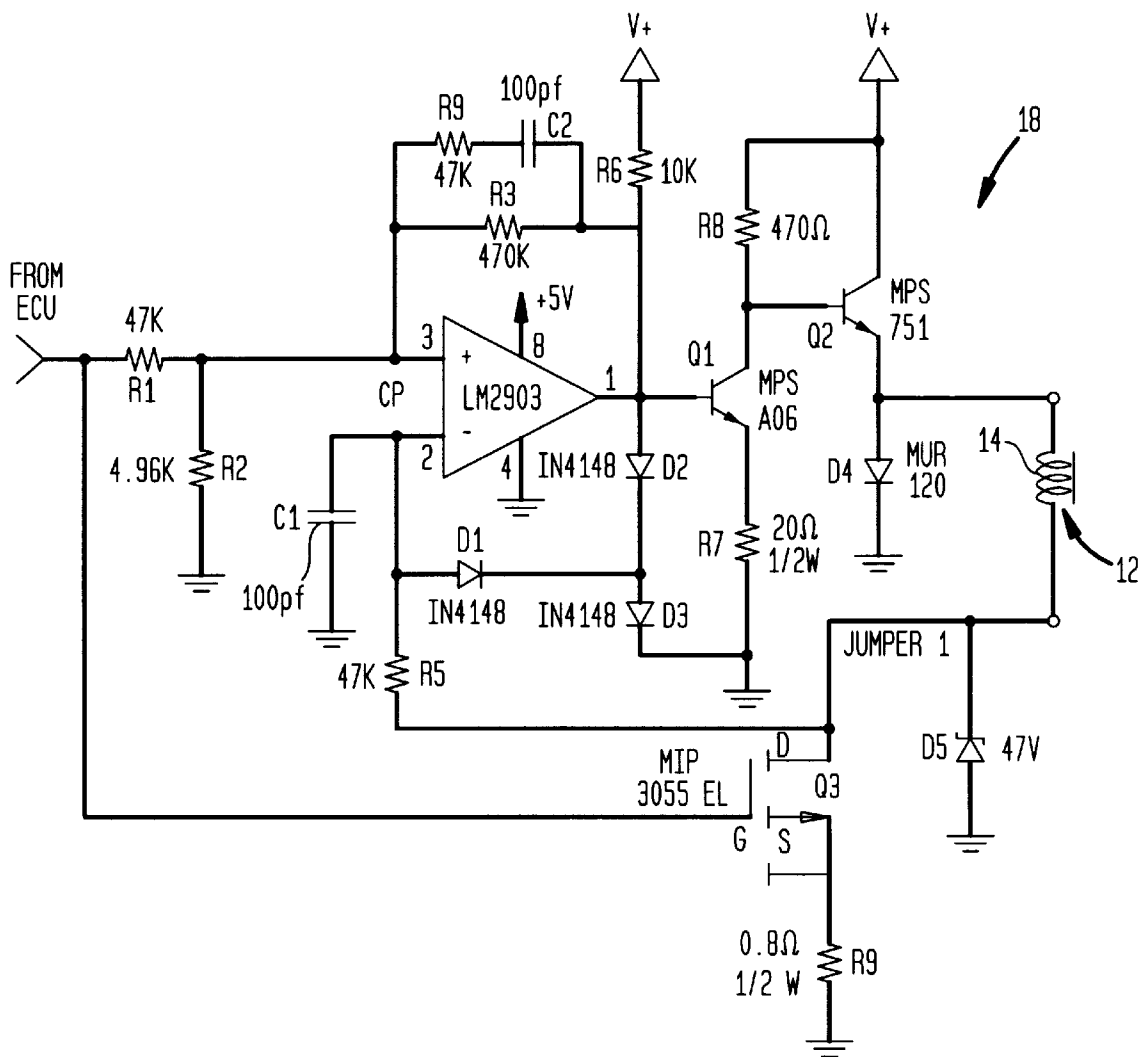 V+
V+
100pf
R9
C2
18
47K
R6
10K
R3
470K
R8
470Ω
FROM
ECU
+5V
MPS
751
47K
3
+
8
Q2
R1
CP
LM2903
1
Q1
MPS
A06
-
2
4
4.96K
R2
IN4148
D2
D4
MUR
120
14
C1
20Ω
1/2W
R7
D1
12
100pf
IN4148
IN4148
D3
JUMPER 1
47K
R5
D
D5
47V
MIP
3055 EL
Q3
G
S
0.8Ω
1/2 W
R9